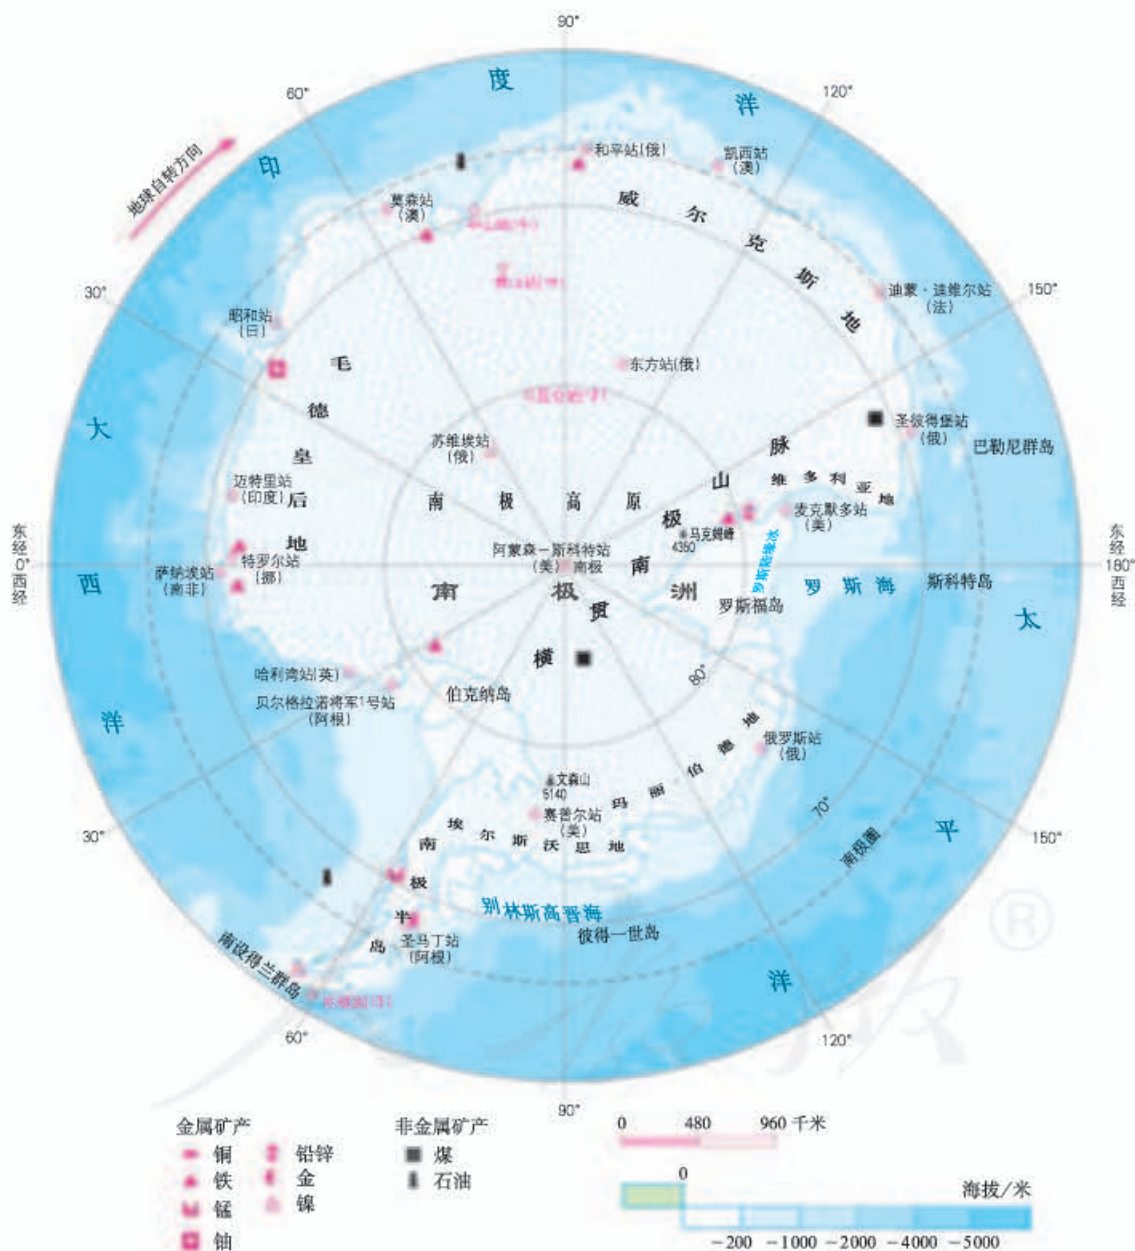 90°
60°
度
洋
120°
印
地球自转方向
和平站(俄)
凯西站
(澳)
莫森站
(澳)
威尔克斯地
30°
150°
迪蒙·迪维尔站
(法)
昭和站
(日)
毛德皇后地
东方站(俄)
大
圣彼得堡站
(俄)
巴勒尼群岛
苏维埃站
(俄)
南极高原
维多利亚地
迈特里站
(印度)
麦克默多站
(美)
马克姆峰
4350
罗斯陆缘冰
阿蒙森－斯科特站
(美)
南极
东经
西经
0°
180°
东经
西经
特罗尔站
(挪)
萨纳埃站
(南非)
西
南极洲
横贯南极山脉
罗斯福岛
罗斯海
斯科特岛
太
哈利湾站(英)
贝尔格拉诺将军1号站
(阿根)
伯克纳岛
80°
洋
俄罗斯站
(俄)
玛丽伯德地
文森山
5140
赛普尔站
(美)
70°
南极圈
平
30°
150°
埃尔斯沃思地
南极半岛
别林斯高晋海
彼得一世岛
圣马丁站
(阿根)
南设得兰群岛
洋
60°
120°
90°
金属矿产
铜
铁
锰
铀
铅锌
金
镍
非金属矿产
煤
石油
0 480 960 千米
0
海拔/米
－200 －1000 －2000 －4000 －5000
®